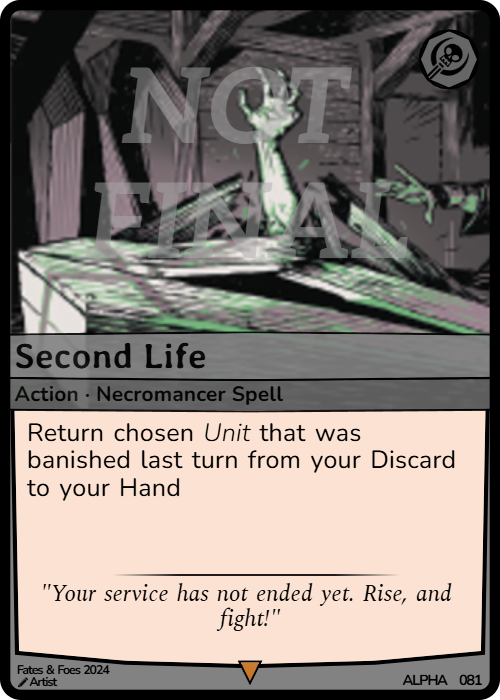 NOT
FINAL
Second Life
Action · Necromancer Spell
Return chosen Unit that was
banished last turn from your Discard
to your Hand
"Your service has not ended yet. Rise, and
fight!"
Fates & Foes 2024
Artist
ALPHA 081